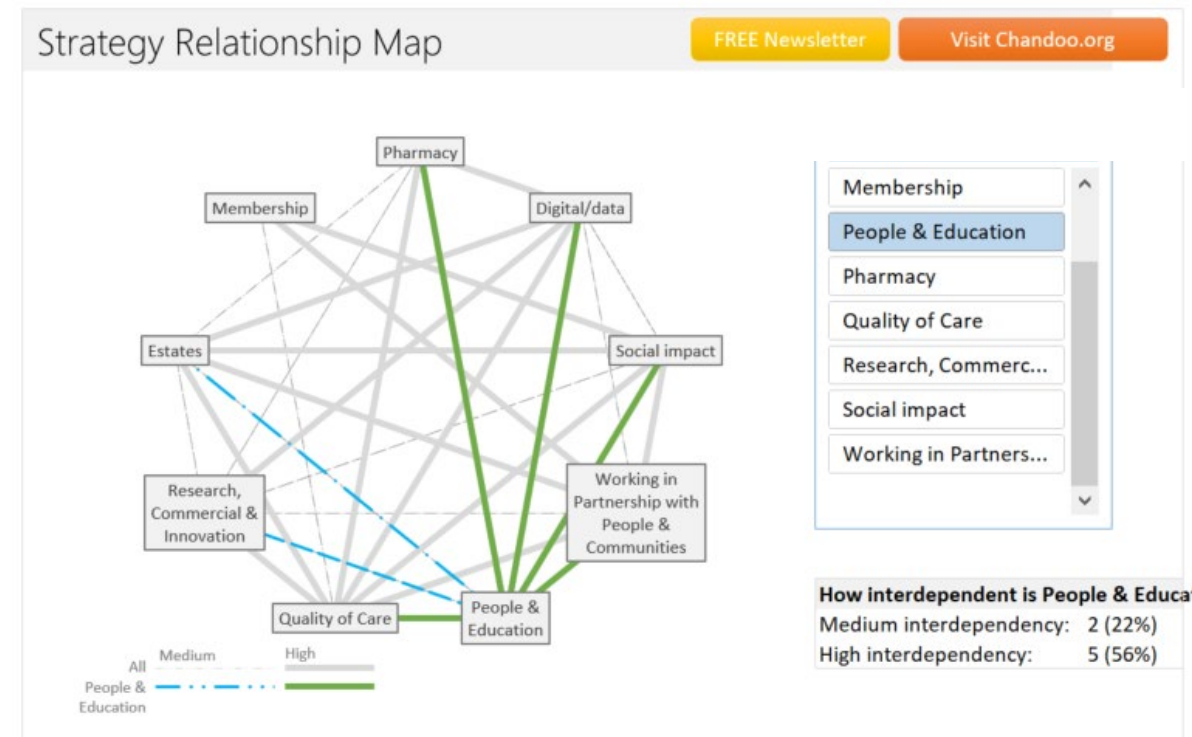 Strategy Relationship Map
FREE Newsletter
Visit Chandoo.org
Pharmacy
Membership
Digital/data
Estates
Social impact
Research,
Commercial &
Innovation
Working in
Partnership with
People &
Communities
Quality of Care
People &
Education
Medium
High
All
People &
Education
Membership
People & Education
Pharmacy
Quality of Care
Research, Commerc...
Social impact
Working in Partners...
How interdependent is People & Educa
Medium interdependency: 2 (22%)
High interdependency: 5 (56%)